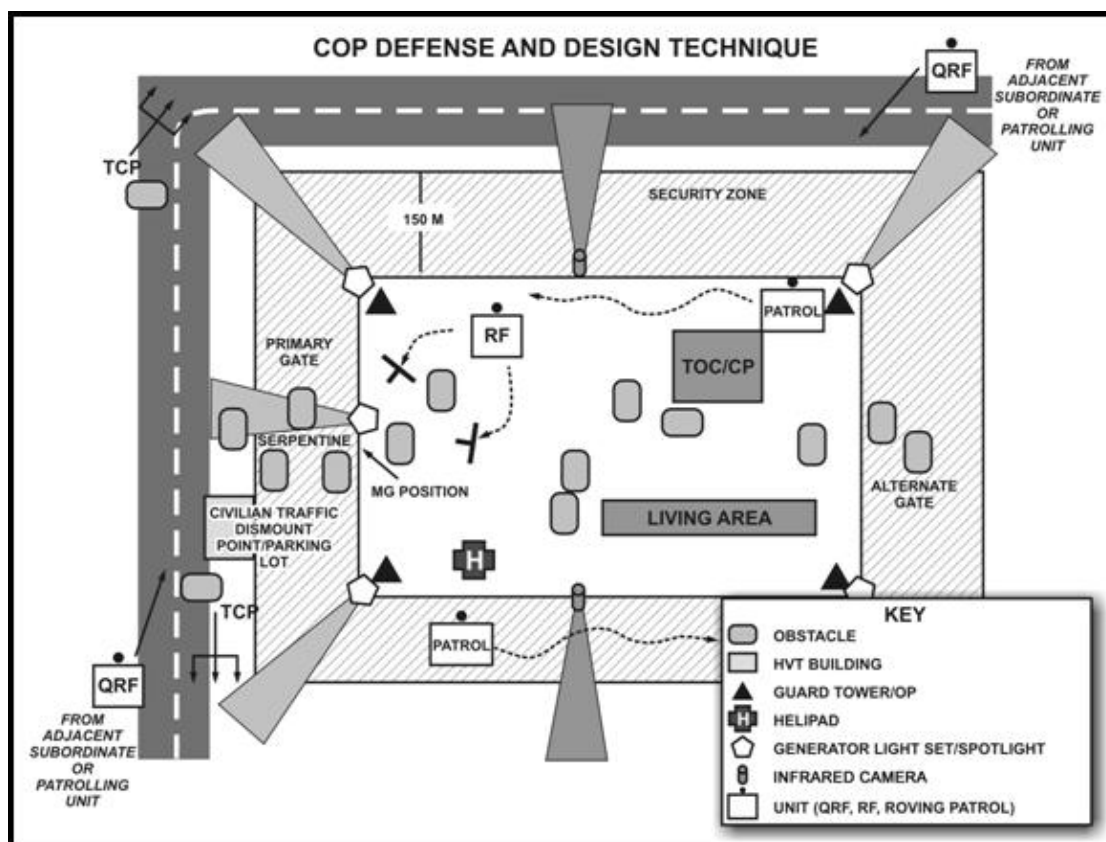 COP DEFENSE AND DESIGN TECHNIQUE
QRF
FROM
ADJACENT
SUBORDINATE
OR
PATROLLING
UNIT
TCP
SECURITY ZONE
150 M
PATROL
RF
TOC/CP
PRIMARY
GATE
SERPENTINE
MG POSITION
ALTERNATE
GATE
LIVING AREA
CIVILIAN TRAFFIC
DISMOUNT
POINT/PARKING
LOT
H
TCP
PATROL
QRF
FROM
ADJACENT
SUBORDINATE
OR
PATROLLING
UNIT
KEY
OBSTACLE
HVT BUILDING
GUARD TOWER/OP
H
HELIPAD
GENERATOR LIGHT SET/SPOTLIGHT
INFRARED CAMERA
UNIT (QRF, RF, ROVING PATROL)